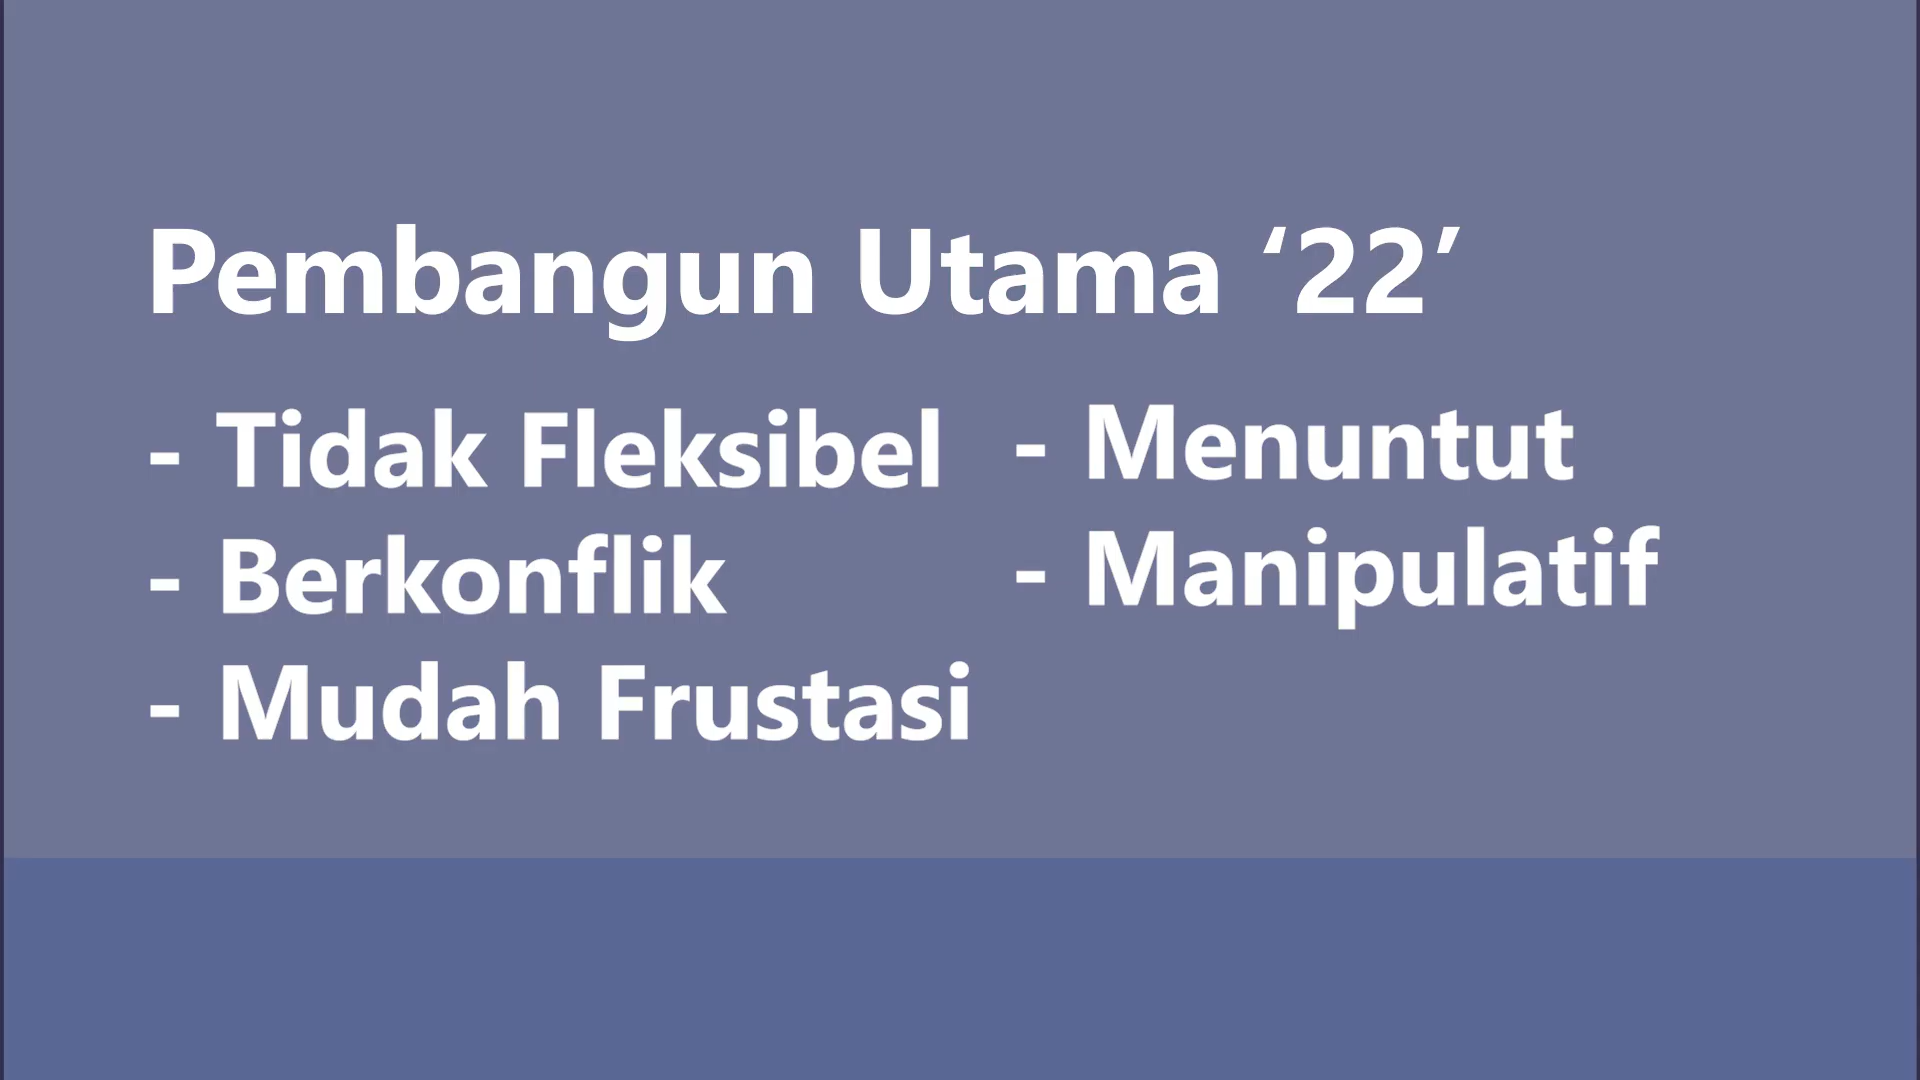 Pembangun Utama ‘22’
- Tidak Fleksibel
- Berkonflik
- Mudah Frustasi
- Menuntut
- Manipulatif